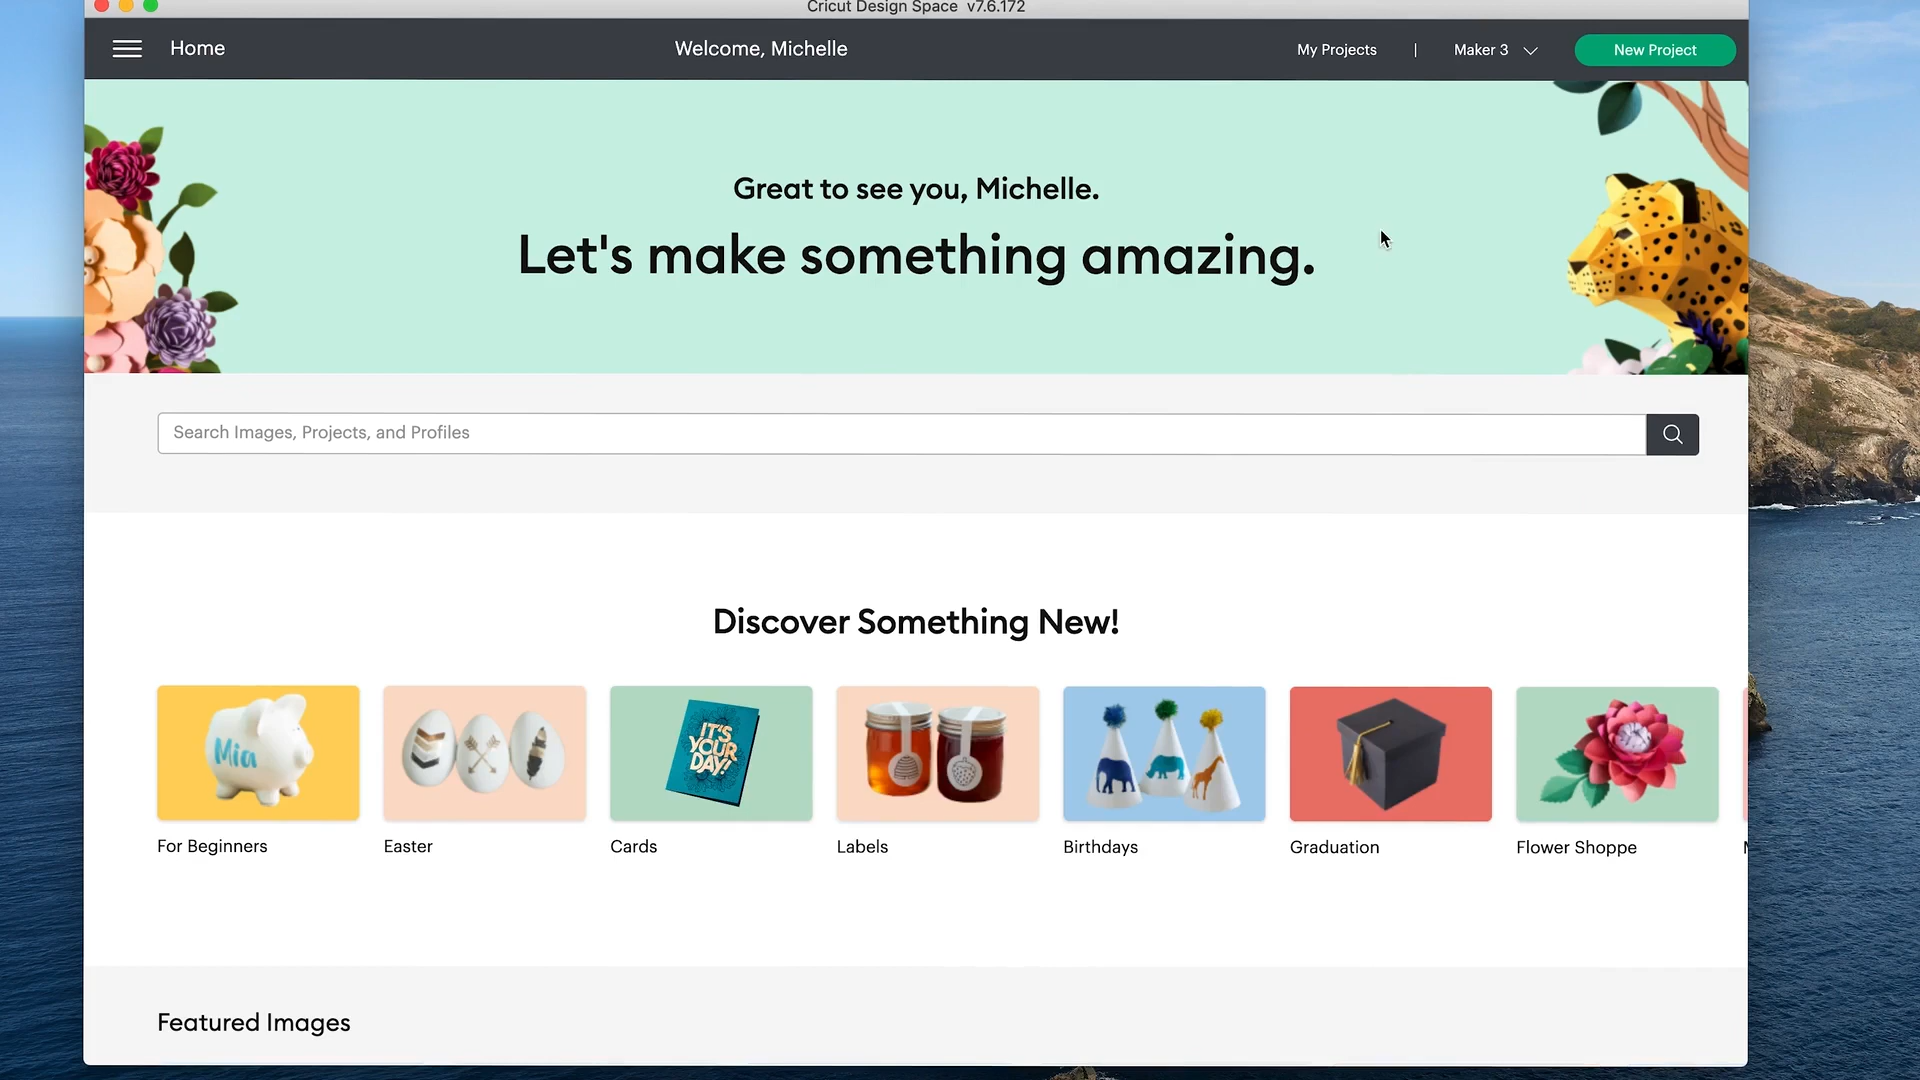 Cricut Design Space v7.6.172
Home
Welcome, Michelle
My Projects
|
Maker 3
New Project
Great to see you, Michelle.
Let's make something amazing.
Search Images, Projects, and Profiles
Discover Something New!
Mia
IT'S
YOUR
DAY!
For Beginners
Easter
Cards
Labels
Birthdays
Graduation
Flower Shoppe
Featured Images